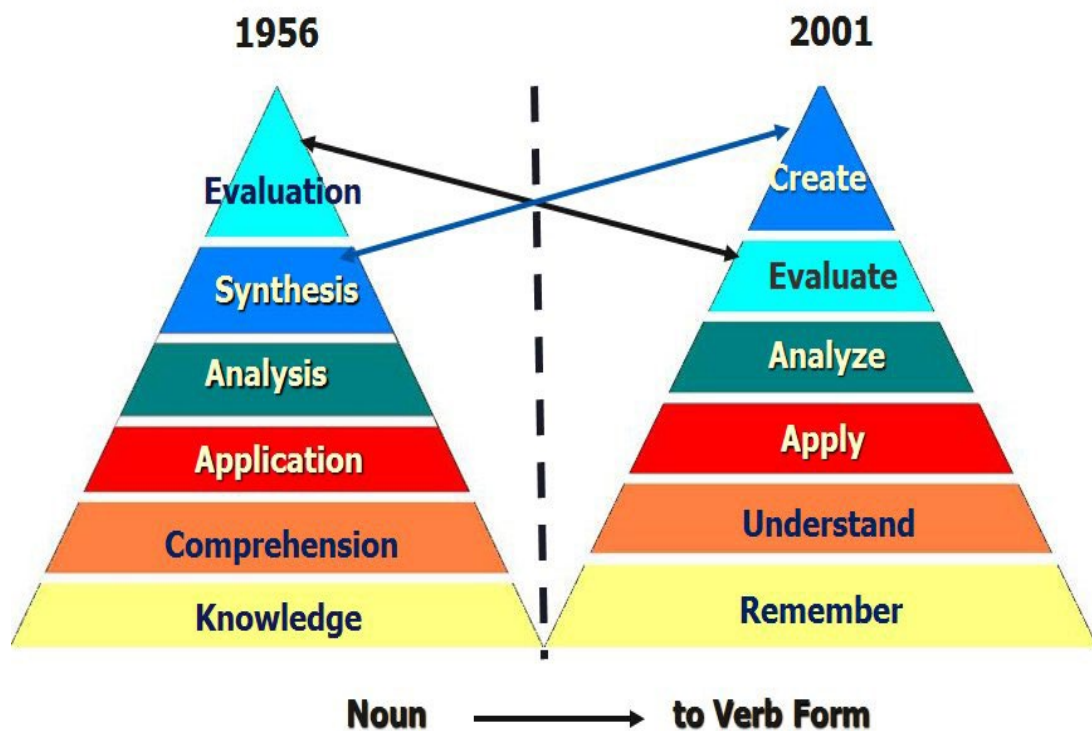 1956
2001
Evaluation
Synthesis
Analysis
Application
Comprehension
Knowledge
Create
Evaluate
Analyze
Apply
Understand
Remember
Noun to Verb Form